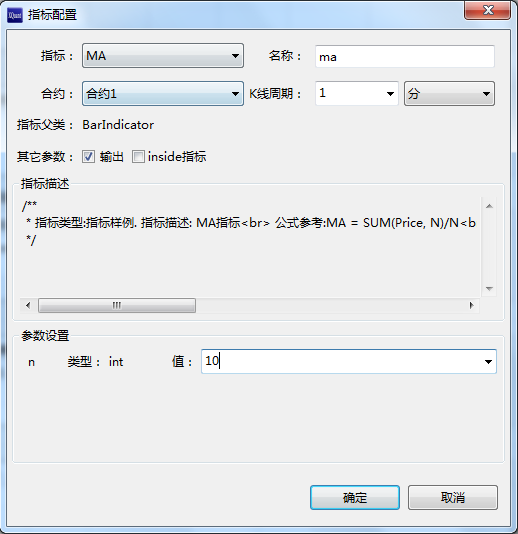 指标配置
指标： MA 名称： ma
合约： 合约1 K线周期： 1 分
指标父类： BarIndicator
其它参数： 输出 inside指标
指标描述
/**
* 指标类型:指标样例. 指标描述: MA指标<br> 公式参考:MA = SUM(Price, N)/N<b
*/
参数设置
n 类型： int 值： 10
确定 取消